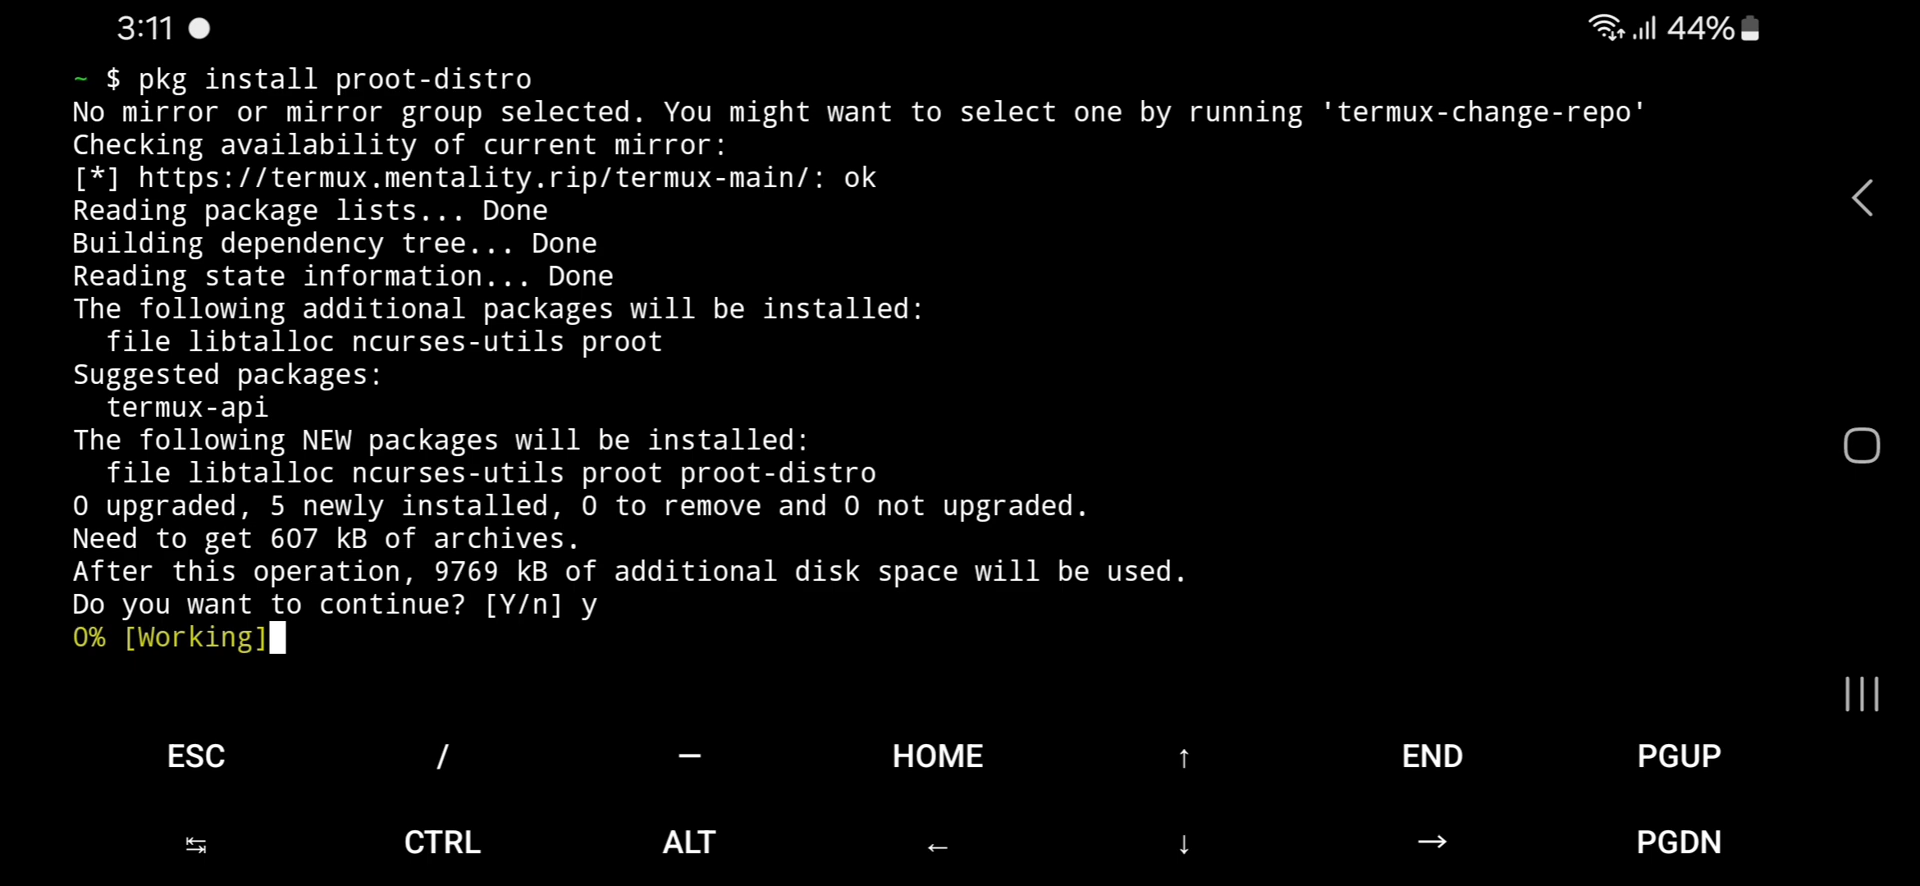 3:11 44%
~ $ pkg install proot-distro
No mirror or mirror group selected. You might want to select one by running 'termux-change-repo'
Checking availability of current mirror:
[*] https://termux.mentality.rip/termux-main/: ok
Reading package lists... Done
Building dependency tree... Done
Reading state information... Done
The following additional packages will be installed:
  file libtalloc ncurses-utils proot
Suggested packages:
  termux-api
The following NEW packages will be installed:
  file libtalloc ncurses-utils proot proot-distro
0 upgraded, 5 newly installed, 0 to remove and 0 not upgraded.
Need to get 607 kB of archives.
After this operation, 9769 kB of additional disk space will be used.
Do you want to continue? [Y/n] y
0% [Working]
ESC / — HOME ↑ END PGUP
↹ CTRL ALT ← ↓ → PGDN